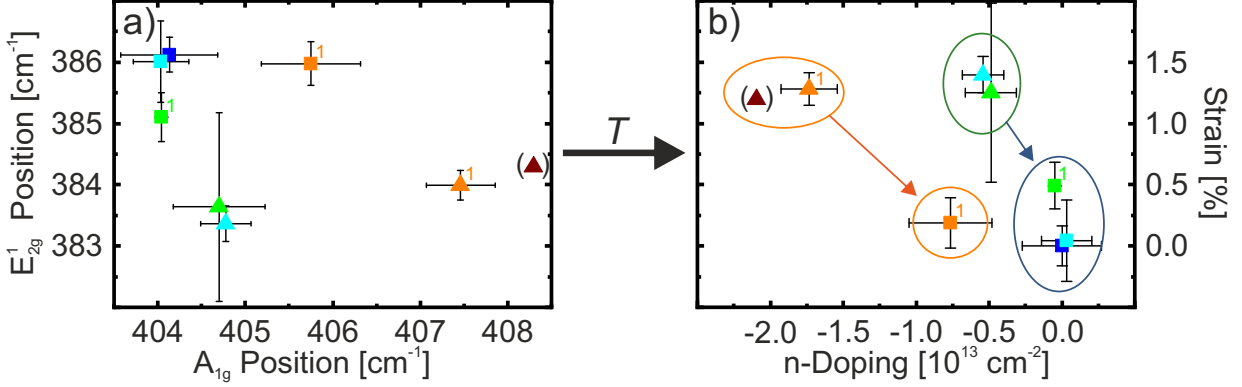 a)
E¹₂g Position [cm⁻¹]
386
385
384
383
1
1
1
(▲)
404 405 406 407 408
A₁g Position [cm⁻¹]
T
b)
(▲)
1
1
1
1.5
1.0
0.5
0.0
Strain [%]
-2.0 -1.5 -1.0 -0.5 0.0
n-Doping [10¹³ cm⁻²]